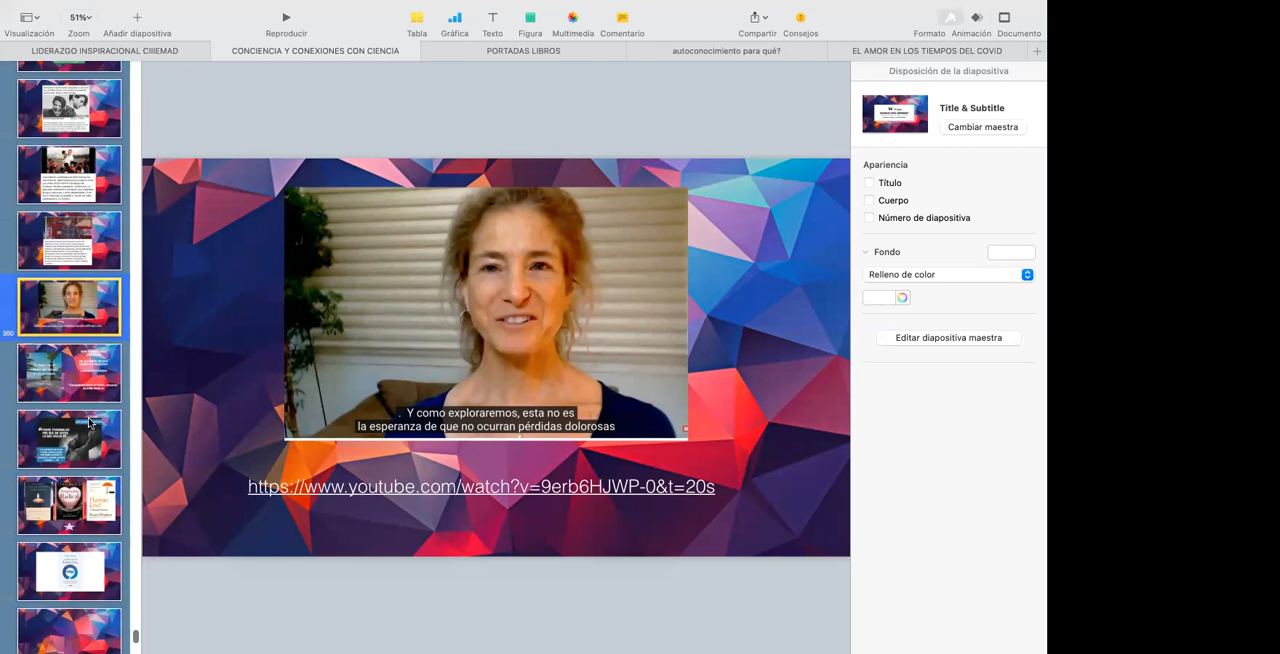 51%
Visualización
Zoom
Añadir diapositiva
Reproducir
Tabla
Gráfica
Texto
Figura
Multimedia
Comentario
Compartir
Consejos
Formato
Animación
Documento
LIDERAZGO INSPIRACIONAL CIIIEMAD
CONCIENCIA Y CONEXIONES CON CIENCIA
PORTADAS LIBROS
autoconocimiento para qué?
EL AMOR EN LOS TIEMPOS DEL COVID
Disposición de la diapositiva
Title & Subtitle
Cambiar maestra
Apariencia
Título
Cuerpo
Número de diapositiva
Fondo
Relleno de color
Editar diapositiva maestra
. Y como exploraremos, esta no es
la esperanza de que no ocurran pérdidas dolorosas
https://www.youtube.com/watch?v=9erb6HJWP-0&t=20s